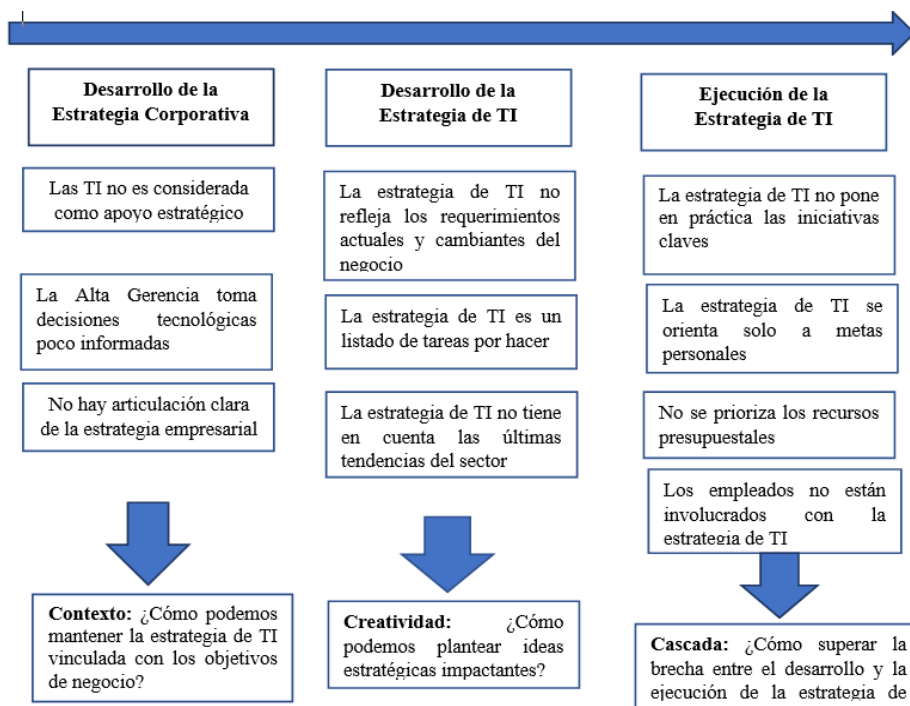 Desarrollo de la
Estrategia Corporativa
Las TI no es considerada
como apoyo estratégico
La Alta Gerencia toma
decisiones tecnológicas
poco informadas
No hay articulación clara
de la estrategia empresarial
Contexto: ¿Cómo podemos
mantener la estrategia de TI
vinculada con los objetivos
de negocio?
Desarrollo de la
Estrategia de TI
La estrategia de TI no
refleja los requerimientos
actuales y cambiantes del
negocio
La estrategia de TI es un
listado de tareas por hacer
La estrategia de TI no tiene
en cuenta las últimas
tendencias del sector
Creatividad: ¿Cómo
podemos plantear ideas
estratégicas impactantes?
Ejecución de la
Estrategia de TI
La estrategia de TI no pone
en práctica las iniciativas
claves
La estrategia de TI se
orienta solo a metas
personales
No se prioriza los recursos
presupuestales
Los empleados no están
involucrados con la
estrategia de TI
Cascada: ¿Cómo superar la
brecha entre el desarrollo y la
ejecución de la estrategia de